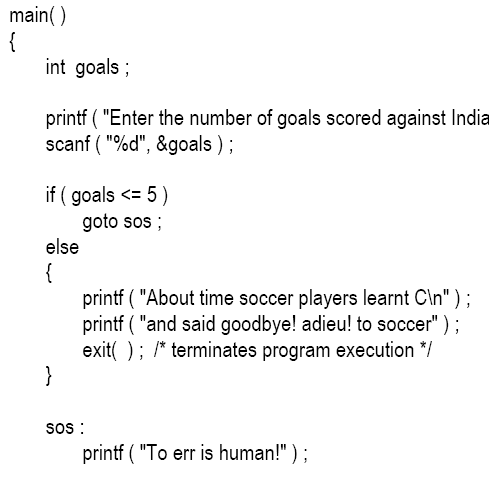 main( )
{
int  goals ;
printf ( "Enter the number of goals scored against India
scanf ( "%d", &goals ) ;
if ( goals <= 5 )
goto sos ;
else
{
printf ( "About time soccer players learnt C\n" ) ;
printf ( "and said goodbye! adieu! to soccer" ) ;
exit(  ) ;  /* terminates program execution */
}
sos :
printf ( "To err is human!" ) ;